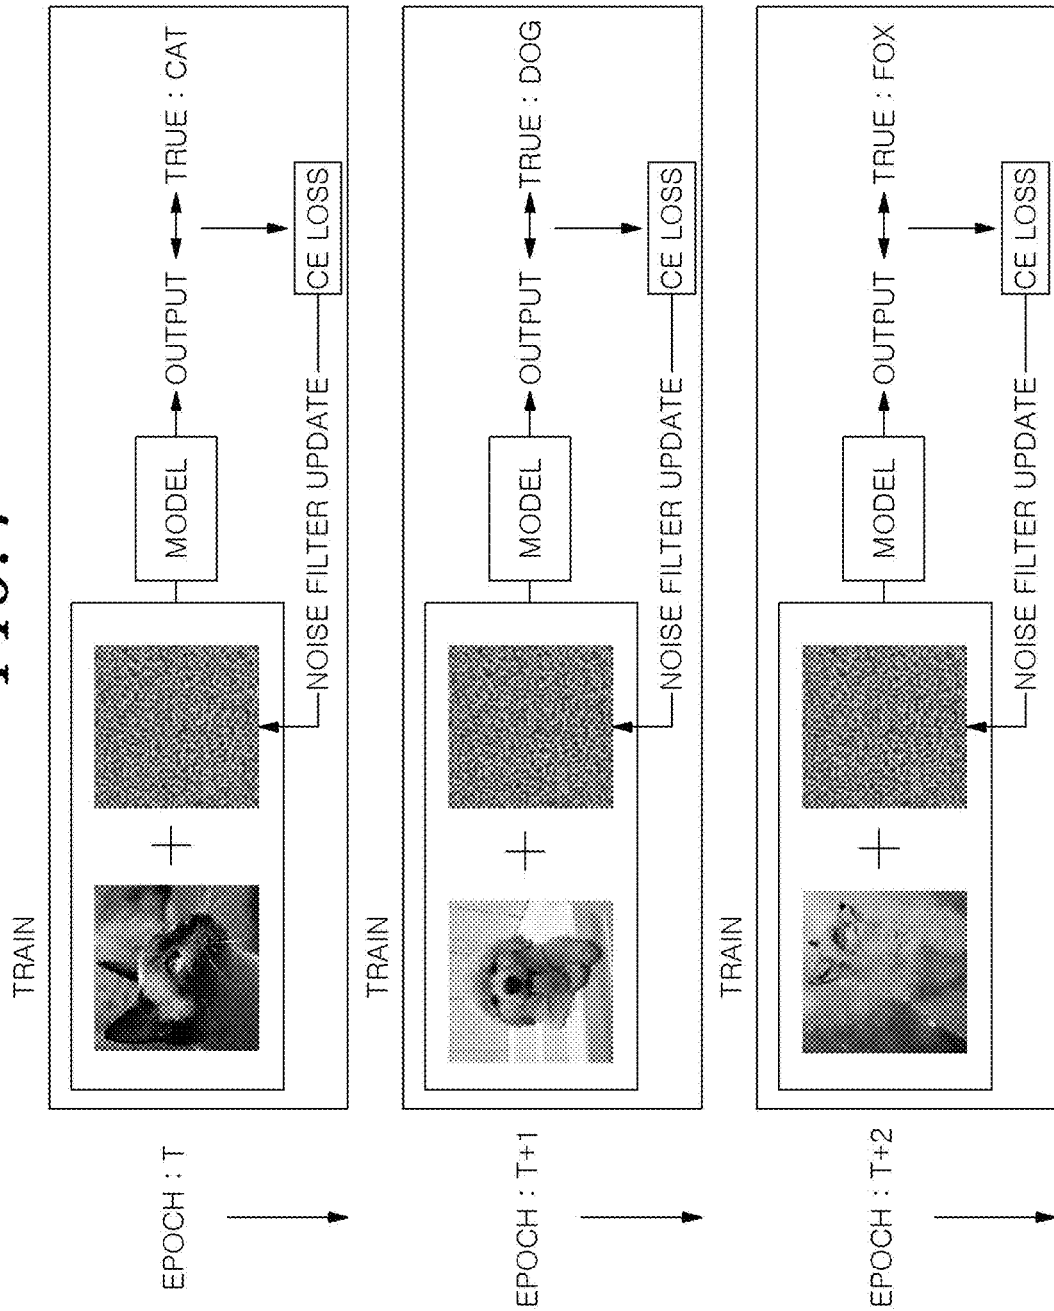 TRAIN
EPOCH : T
MODEL
OUTPUT
TRUE : CAT
CE LOSS
NOISE FILTER UPDATE
TRAIN
EPOCH : T+1
MODEL
OUTPUT
TRUE : DOG
CE LOSS
NOISE FILTER UPDATE
TRAIN
EPOCH : T+2
MODEL
OUTPUT
TRUE : FOX
CE LOSS
NOISE FILTER UPDATE